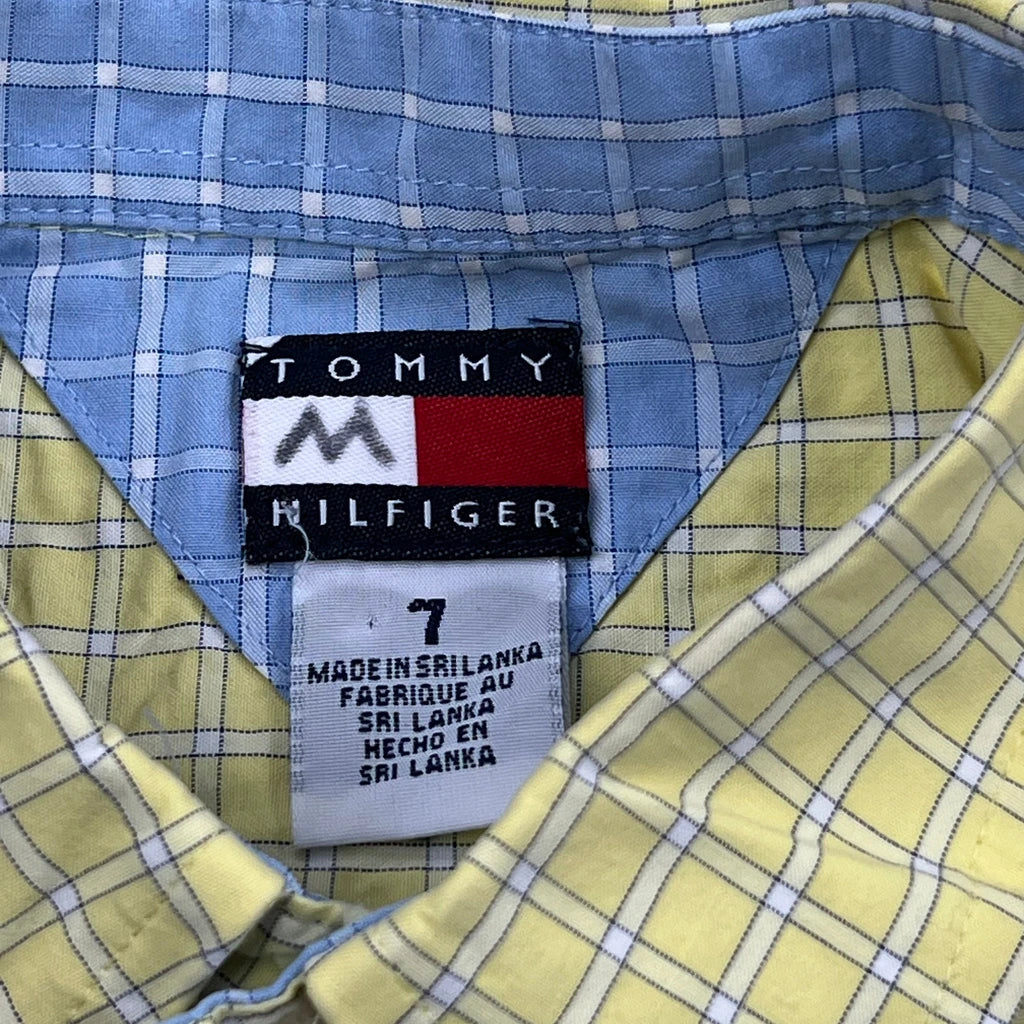 TOMMY
M
HILFIGER
7
MADE IN SRI LANKA
FABRIQUE AU
SRI LANKA
HECHO EN
SRI LANKA